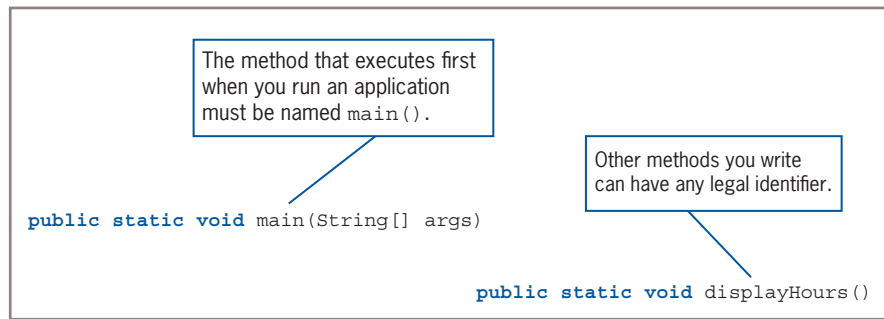 The method that executes first
when you run an application
must be named main().
Other methods you write
can have any legal identifier.
public static void main(String[] args)
public static void displayHours()